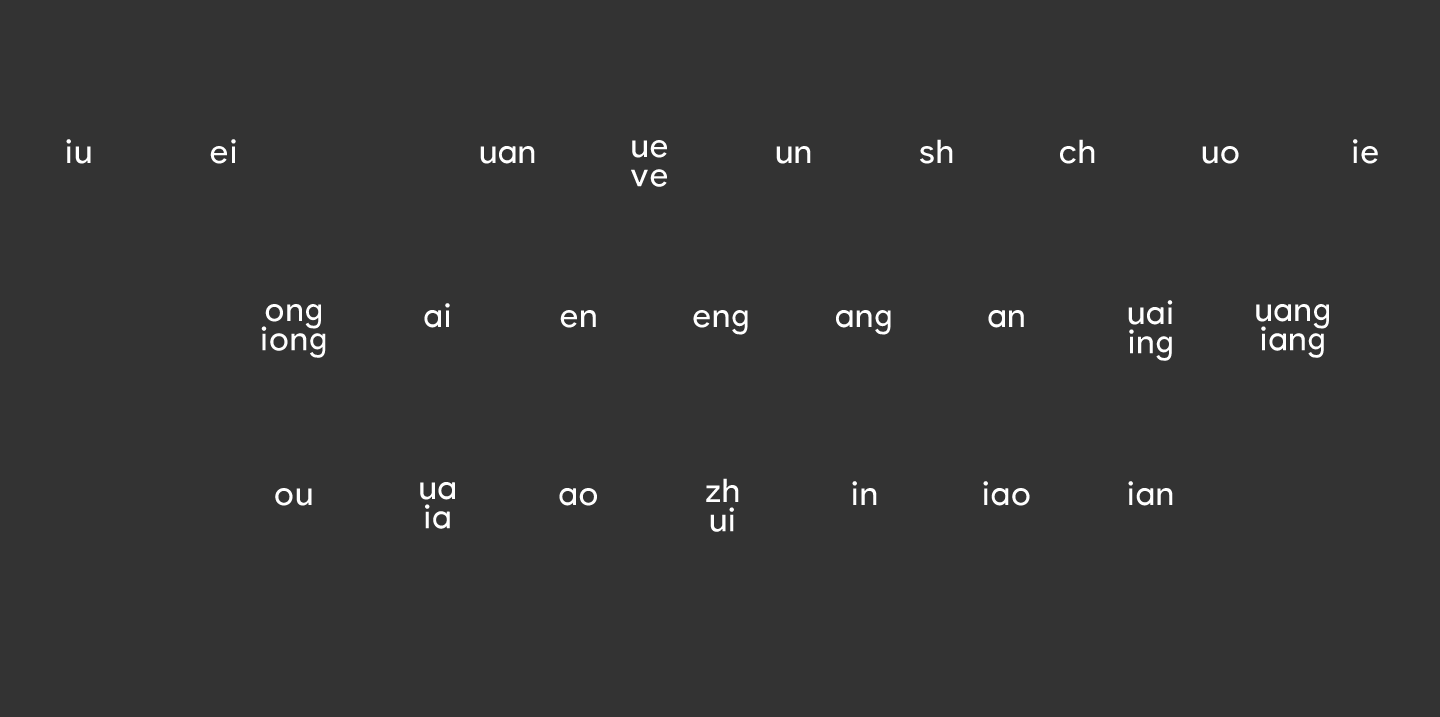 iu ei uan ue un sh ch uo ie
ve
ong ai en eng ang an uai uang
iong ing iang
ou ua ao zh in iao ian
ia ui